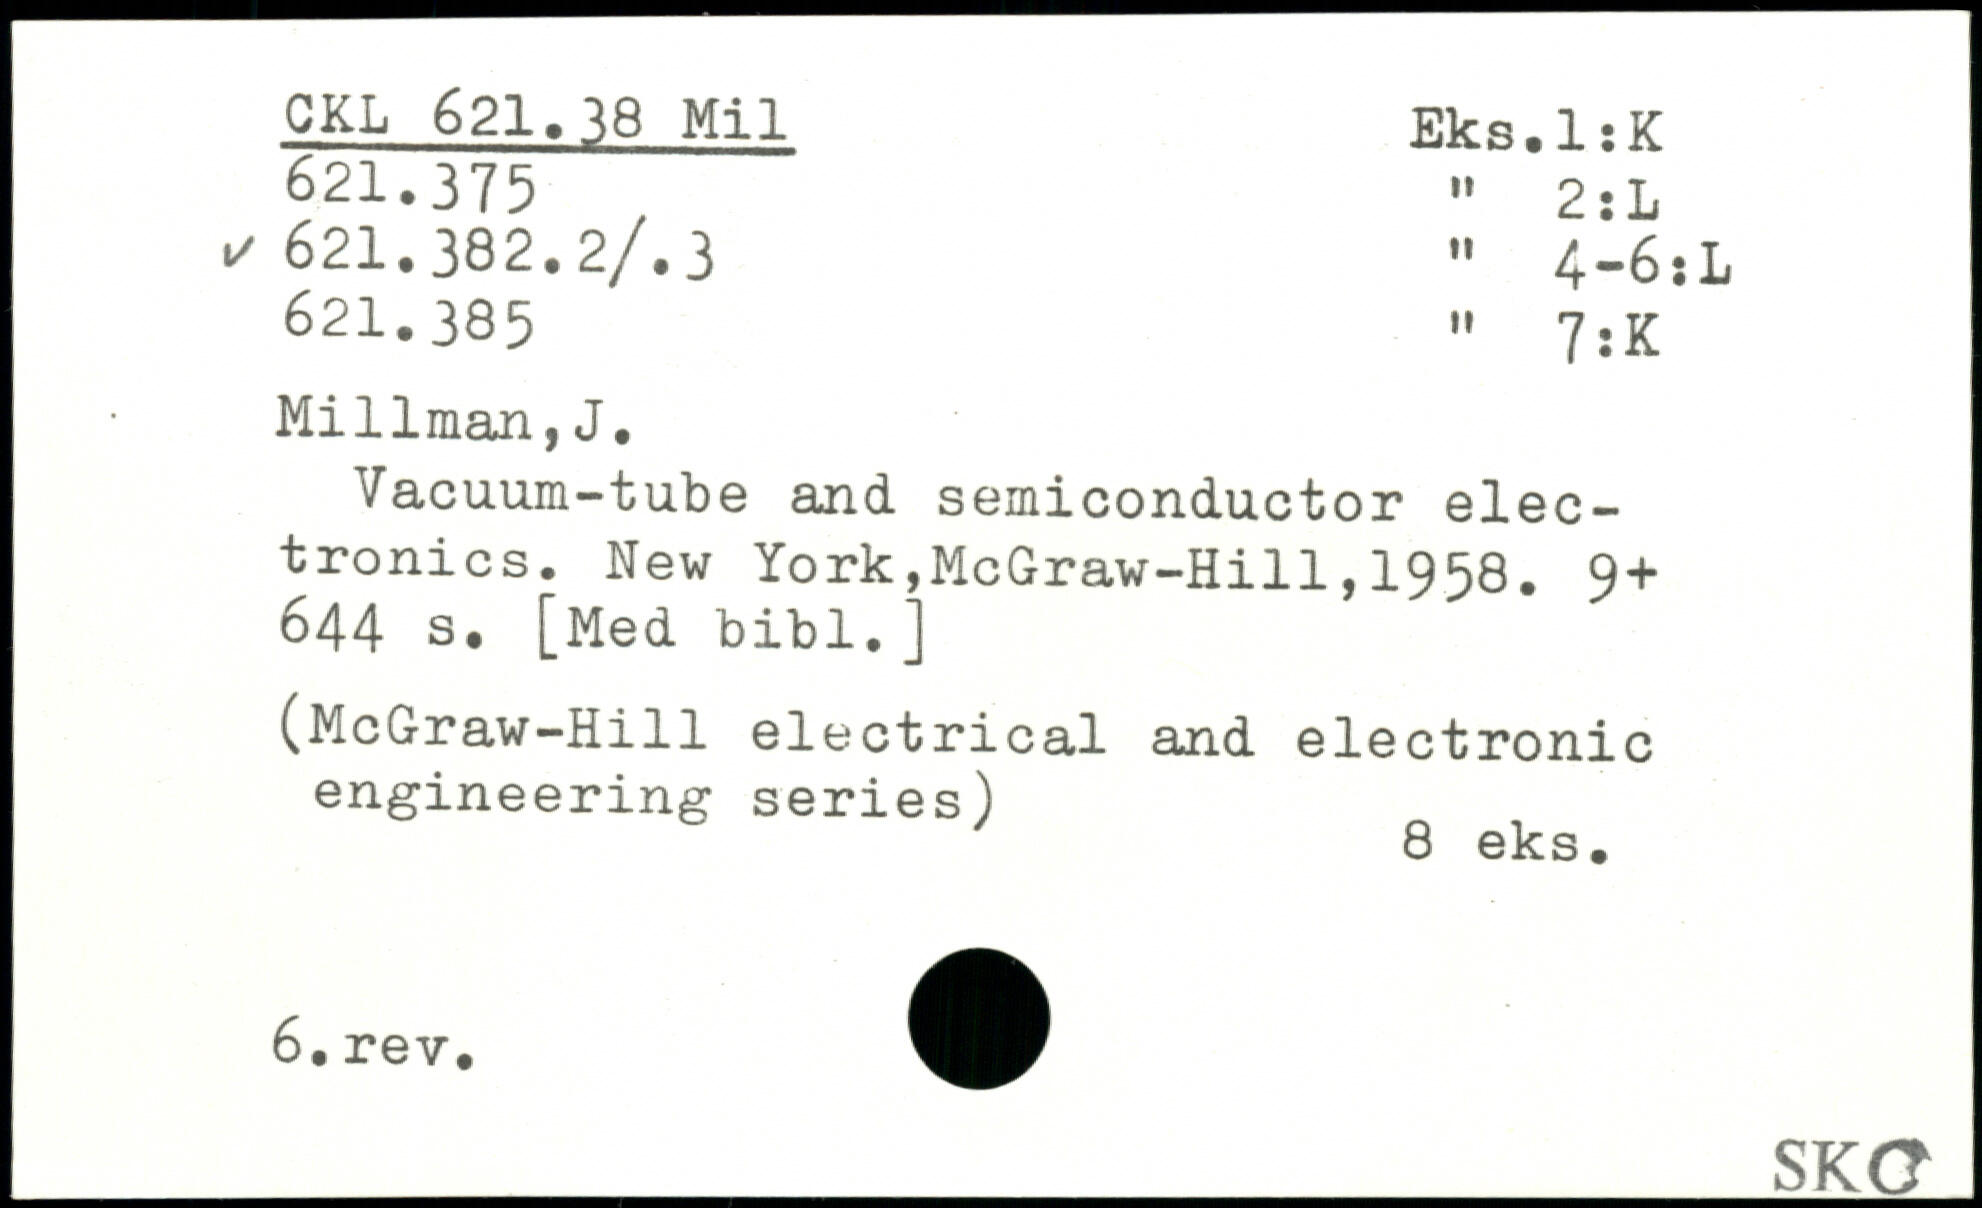 CKL 621.38 Mil
621.375
✓ 621.382.2/.3
621.385
Eks.1:K
" 2:L
" 4-6:L
" 7:K
Millman,J.
Vacuum-tube and semiconductor elec-
tronics. New York,McGraw-Hill,1958. 9+
644 s. [Med bibl.]
(McGraw-Hill electrical and electronic
engineering series)
8 eks.
6.rev.